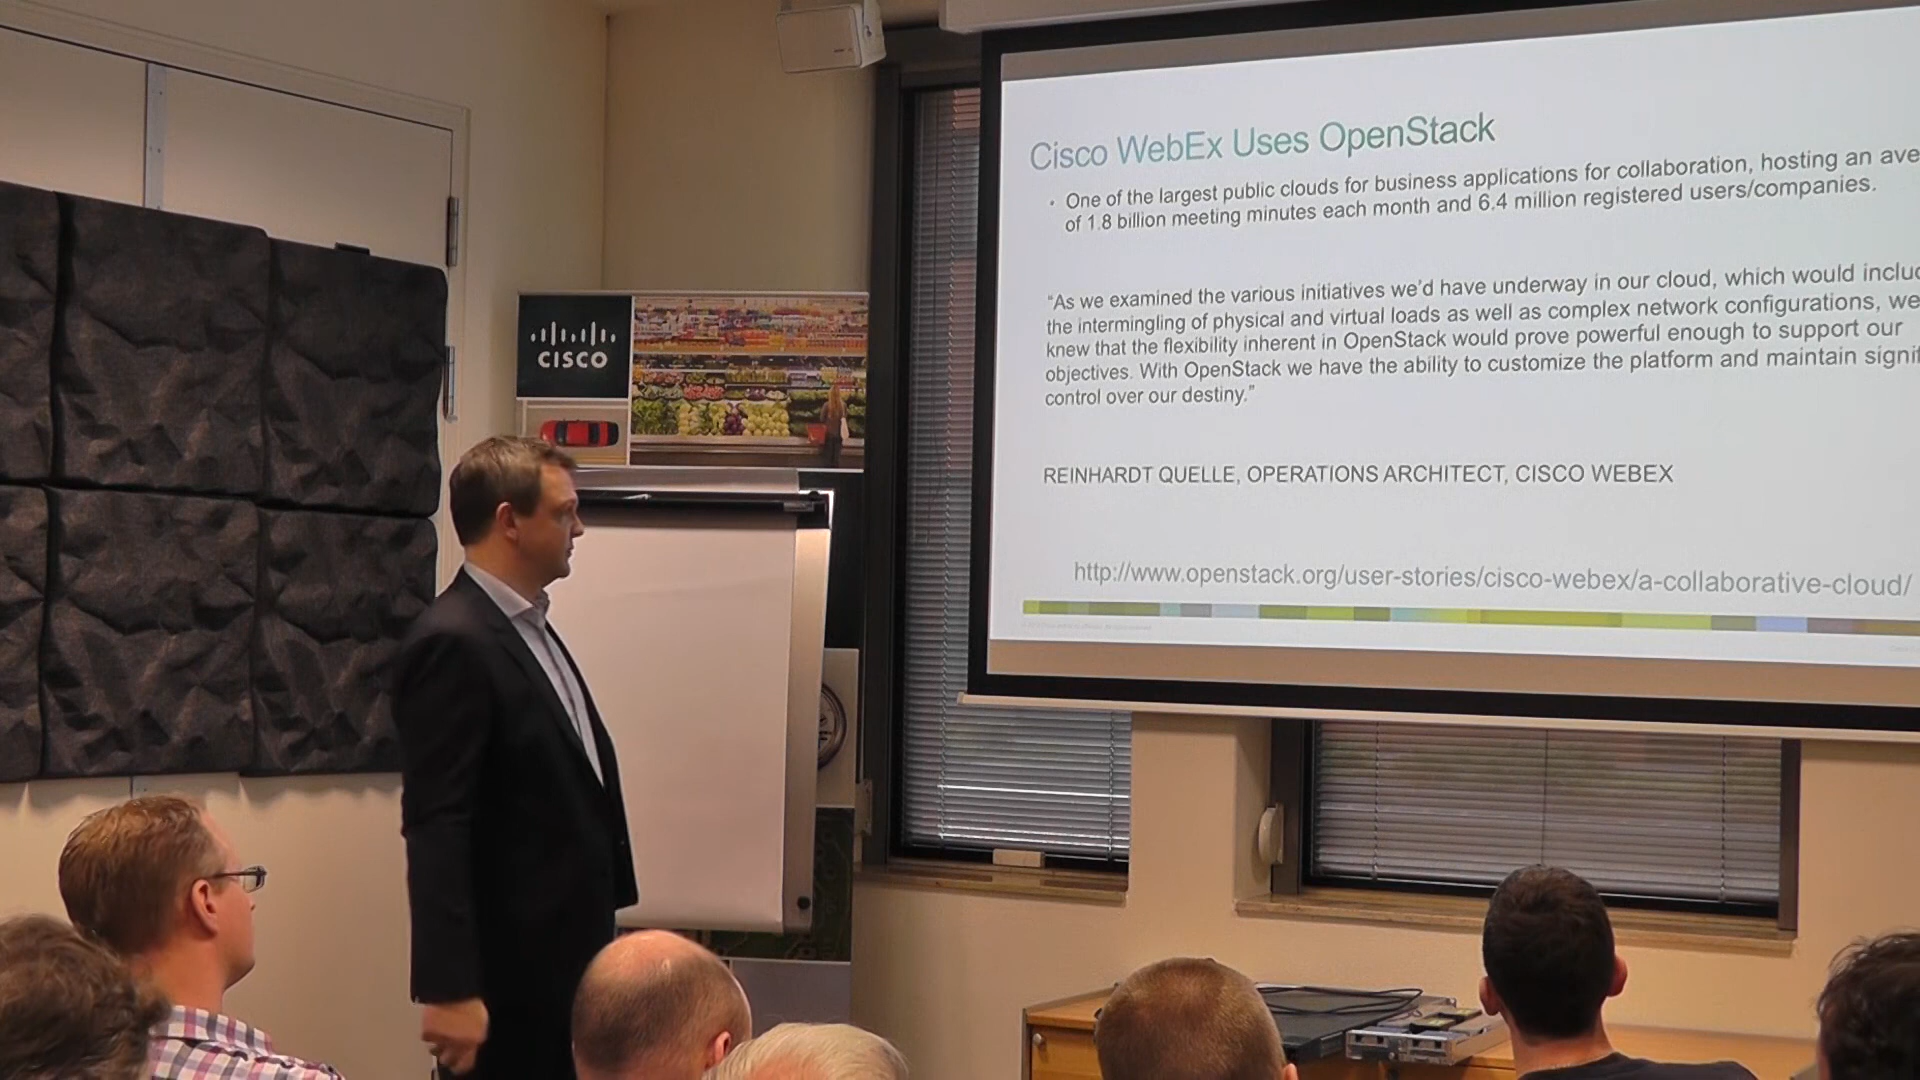 Cisco WebEx Uses OpenStack
• One of the largest public clouds for business applications for collaboration, hosting an ave
of 1.8 billion meeting minutes each month and 6.4 million registered users/companies.
“As we examined the various initiatives we’d have underway in our cloud, which would includ
the intermingling of physical and virtual loads as well as complex network configurations, we
knew that the flexibility inherent in OpenStack would prove powerful enough to support our
objectives. With OpenStack we have the ability to customize the platform and maintain signif
control over our destiny.”
REINHARDT QUELLE, OPERATIONS ARCHITECT, CISCO WEBEX
http://www.openstack.org/user-stories/cisco-webex/a-collaborative-cloud/
CISCO